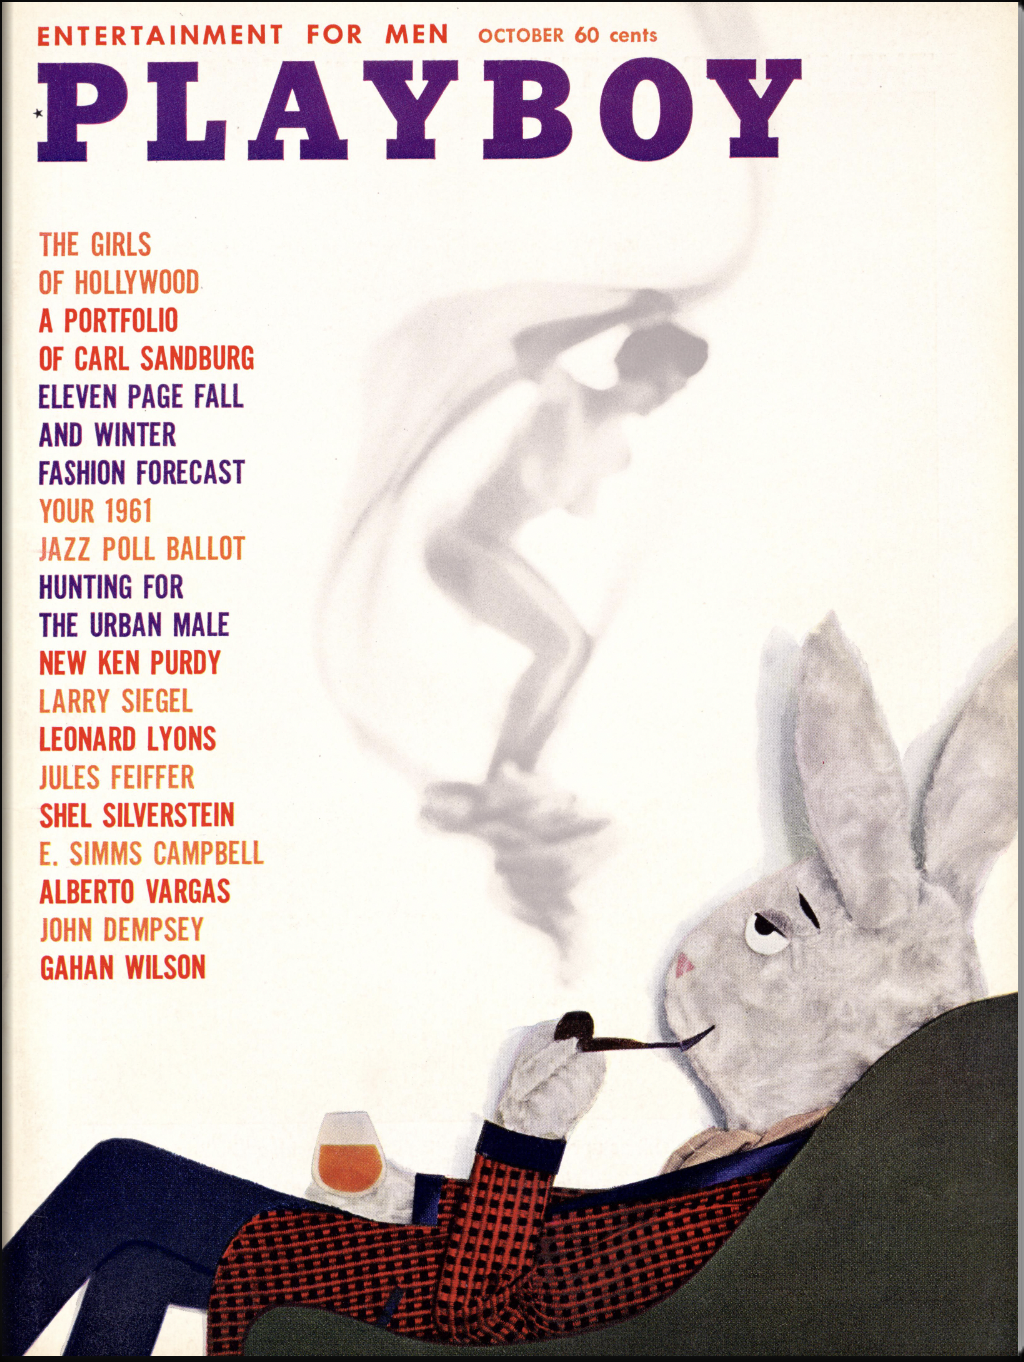 ENTERTAINMENT FOR MEN OCTOBER 60 cents
PLAYBOY
THE GIRLS
OF HOLLYWOOD
A PORTFOLIO
OF CARL SANDBURG
ELEVEN PAGE FALL
AND WINTER
FASHION FORECAST
YOUR 1961
JAZZ POLL BALLOT
HUNTING FOR
THE URBAN MALE
NEW KEN PURDY
LARRY SIEGEL
LEONARD LYONS
JULES FEIFFER
SHEL SILVERSTEIN
E. SIMMS CAMPBELL
ALBERTO VARGAS
JOHN DEMPSEY
GAHAN WILSON